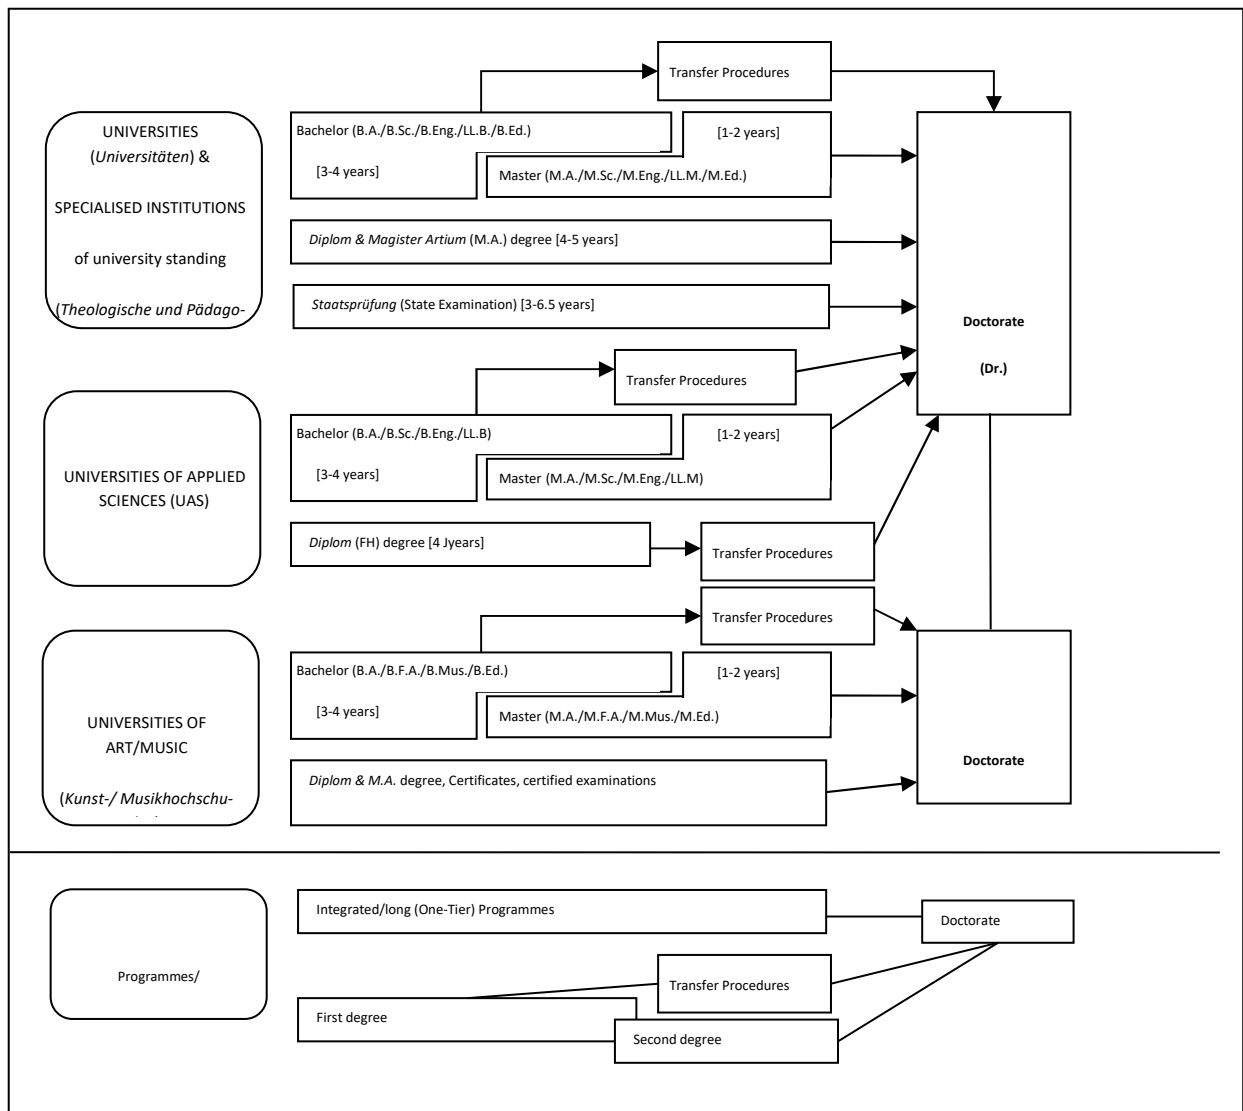 Transfer Procedures
UNIVERSITIES
(Universitäten) &
SPECIALISED INSTITUTIONS
of university standing
(Theologische und Pädago-
Bachelor (B.A./B.Sc./B.Eng./LL.B./B.Ed.)
[3-4 years]
[1-2 years]
Master (M.A./M.Sc./M.Eng./LL.M./M.Ed.)
Diplom & Magister Artium (M.A.) degree [4-5 years]
Staatsprüfung (State Examination) [3-6.5 years]
Doctorate
(Dr.)
Transfer Procedures
UNIVERSITIES OF APPLIED
SCIENCES (UAS)
Bachelor (B.A./B.Sc./B.Eng./LL.B)
[3-4 years]
[1-2 years]
Master (M.A./M.Sc./M.Eng./LL.M)
Diplom (FH) degree [4 Jyears]
Transfer Procedures
Transfer Procedures
UNIVERSITIES OF
ART/MUSIC
(Kunst-/ Musikhochschu-
Bachelor (B.A./B.F.A./B.Mus./B.Ed.)
[3-4 years]
[1-2 years]
Master (M.A./M.F.A./M.Mus./M.Ed.)
Diplom & M.A. degree, Certificates, certified examinations
Doctorate
Programmes/
Integrated/long (One-Tier) Programmes
Doctorate
Transfer Procedures
First degree
Second degree